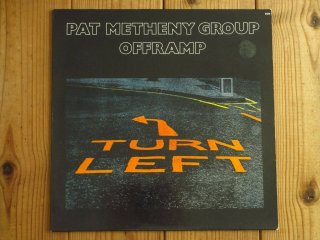 PAT METHENY GROUP
OFFRAMP
TURN
LEFT